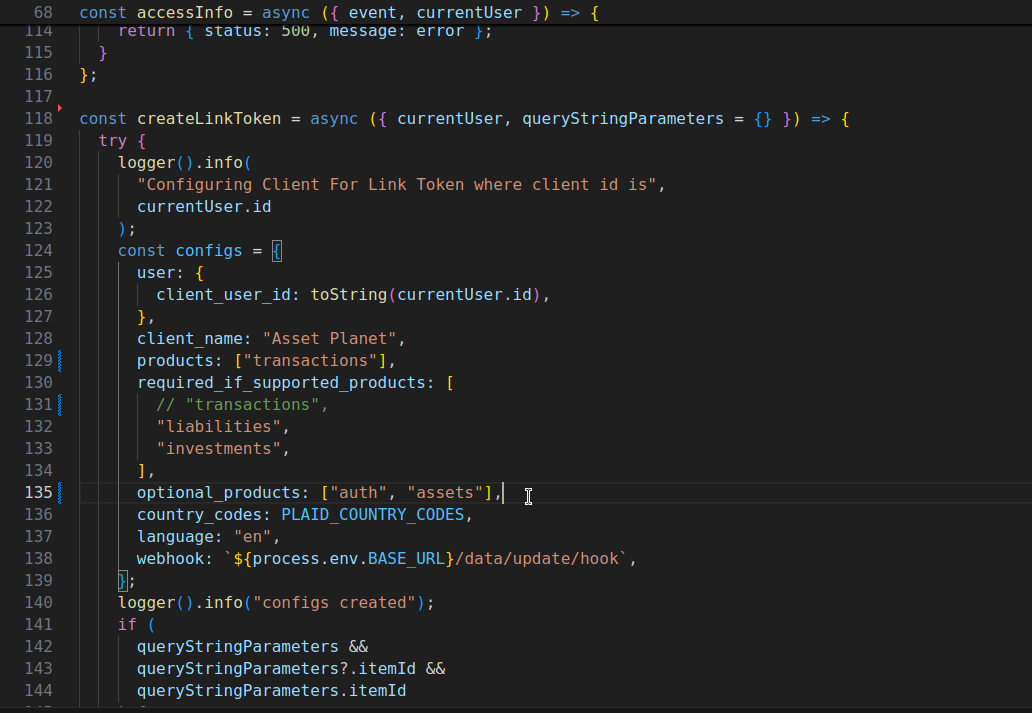 68 const accessInfo = async ({ event, currentUser }) => {
114 return { status: 500, message: error };
115 }
116 };
117
118 const createLinkToken = async ({ currentUser, queryStringParameters = {} }) => {
119 try {
120 logger().info(
121 "Configuring Client For Link Token where client id is",
122 currentUser.id
123 );
124 const configs = {
125 user: {
126 client_user_id: toString(currentUser.id),
127 },
128 client_name: "Asset Planet",
129 products: ["transactions"],
130 required_if_supported_products: [
131 // "transactions",
132 "liabilities",
133 "investments",
134 ],
135 optional_products: ["auth", "assets"],
136 country_codes: PLAID_COUNTRY_CODES,
137 language: "en",
138 webhook: `${process.env.BASE_URL}/data/update/hook`,
139 };
140 logger().info("configs created");
141 if (
142 queryStringParameters &&
143 queryStringParameters?.itemId &&
144 queryStringParameters.itemId